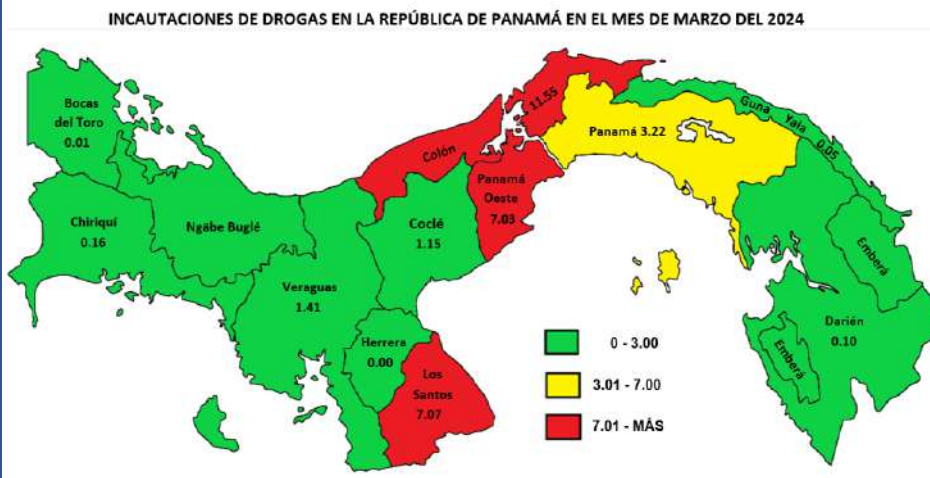 INCAUTACIONES DE DROGAS EN LA REPÚBLICA DE PANAMÁ EN EL MES DE MARZO DEL 2024
Bocas
del Toro
0.01
Chiriquí
0.16
Ngäbe Buglé
Veraguas
1.41
Herrera
0.00
Los
Santos
7.07
Coclé
1.15
Colón
11.55
Panamá
Oeste
7.03
Panamá 3.22
Guna Yala
0.05
Emberá
Darién
0.10
Emberá
0 - 3.00
3.01 - 7.00
7.01 - MÁS